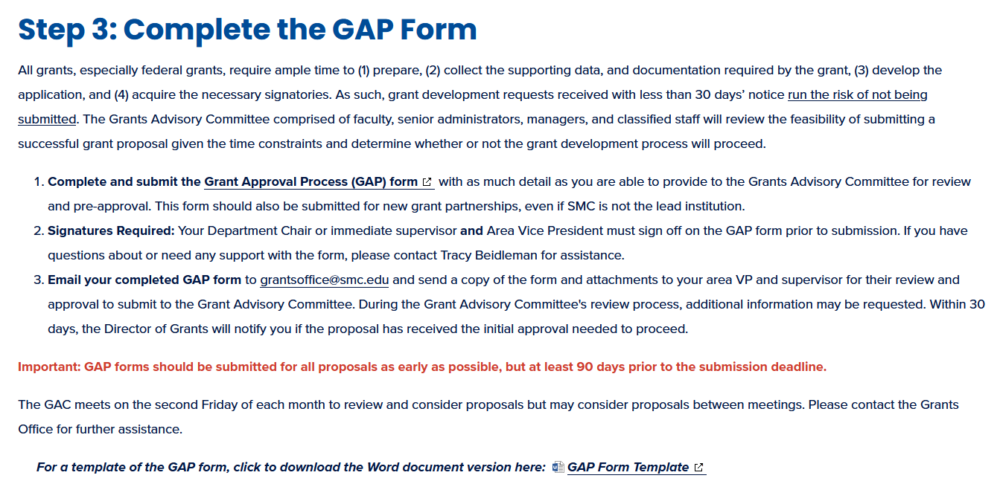 Step 3: Complete the GAP Form
All grants, especially federal grants, require ample time to (1) prepare, (2) collect the supporting data, and documentation required by the grant, (3) develop the
application, and (4) acquire the necessary signatories. As such, grant development requests received with less than 30 days’ notice run the risk of not being
submitted. The Grants Advisory Committee comprised of faculty, senior administrators, managers, and classified staff will review the feasibility of submitting a
successful grant proposal given the time constraints and determine whether or not the grant development process will proceed.
1. Complete and submit the Grant Approval Process (GAP) form with as much detail as you are able to provide to the Grants Advisory Committee for review
and pre-approval. This form should also be submitted for new grant partnerships, even if SMC is not the lead institution.
2. Signatures Required: Your Department Chair or immediate supervisor and Area Vice President must sign off on the GAP form prior to submission. If you have
questions about or need any support with the form, please contact Tracy Beidleman for assistance.
3. Email your completed GAP form to grantsoffice@smc.edu and send a copy of the form and attachments to your area VP and supervisor for their review and
approval to submit to the Grant Advisory Committee. During the Grant Advisory Committee's review process, additional information may be requested. Within 30
days, the Director of Grants will notify you if the proposal has received the initial approval needed to proceed.
Important: GAP forms should be submitted for all proposals as early as possible, but at least 90 days prior to the submission deadline.
The GAC meets on the second Friday of each month to review and consider proposals but may consider proposals between meetings. Please contact the Grants
Office for further assistance.
For a template of the GAP form, click to download the Word document version here: GAP Form Template